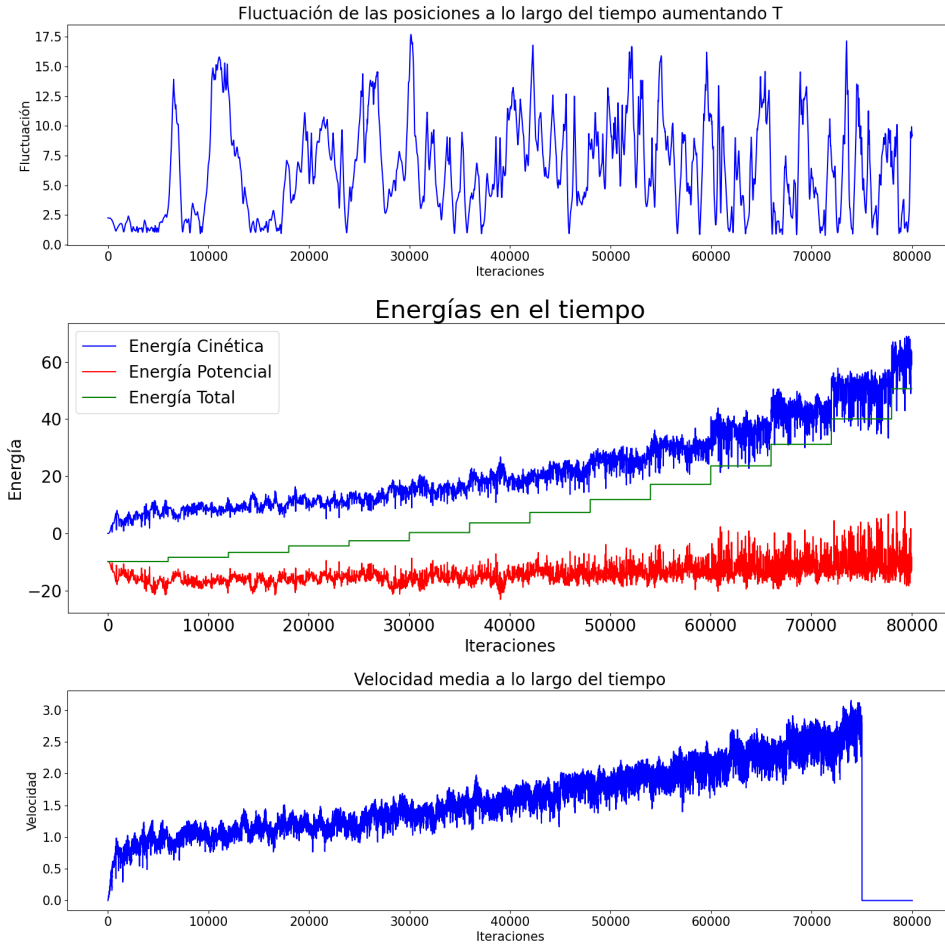 Fluctuación de las posiciones a lo largo del tiempo aumentando T
17.5
15.0
12.5
10.0
7.5
5.0
2.5
0.0
Fluctuación
0 10000 20000 30000 40000 50000 60000 70000 80000
Iteraciones
Energías en el tiempo
Energía Cinética
Energía Potencial
Energía Total
60
40
20
0
−20
Energía
0 10000 20000 30000 40000 50000 60000 70000 80000
Iteraciones
Velocidad media a lo largo del tiempo
3.0
2.5
2.0
1.5
1.0
0.5
0.0
Velocidad
0 10000 20000 30000 40000 50000 60000 70000 80000
Iteraciones